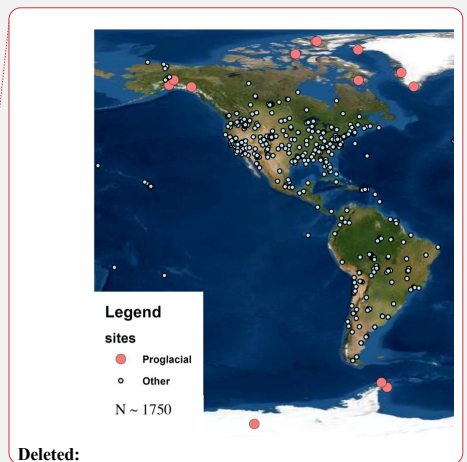 Legend
sites
Proglacial
Other
N ~ 1750
Deleted: